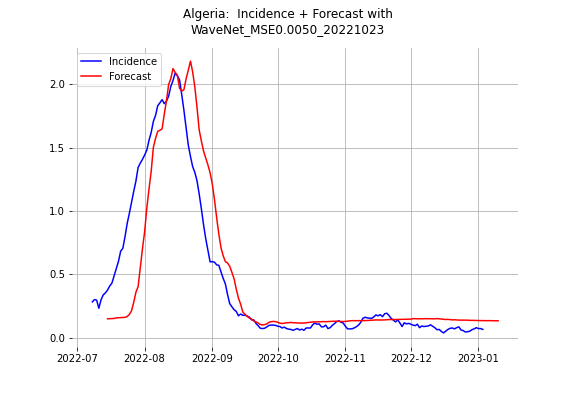 Algeria:  Incidence + Forecast with
WaveNet_MSE0.0050_20221023
Incidence
Forecast
2.0
1.5
1.0
0.5
0.0
2022-07 2022-08 2022-09 2022-10 2022-11 2022-12 2023-01